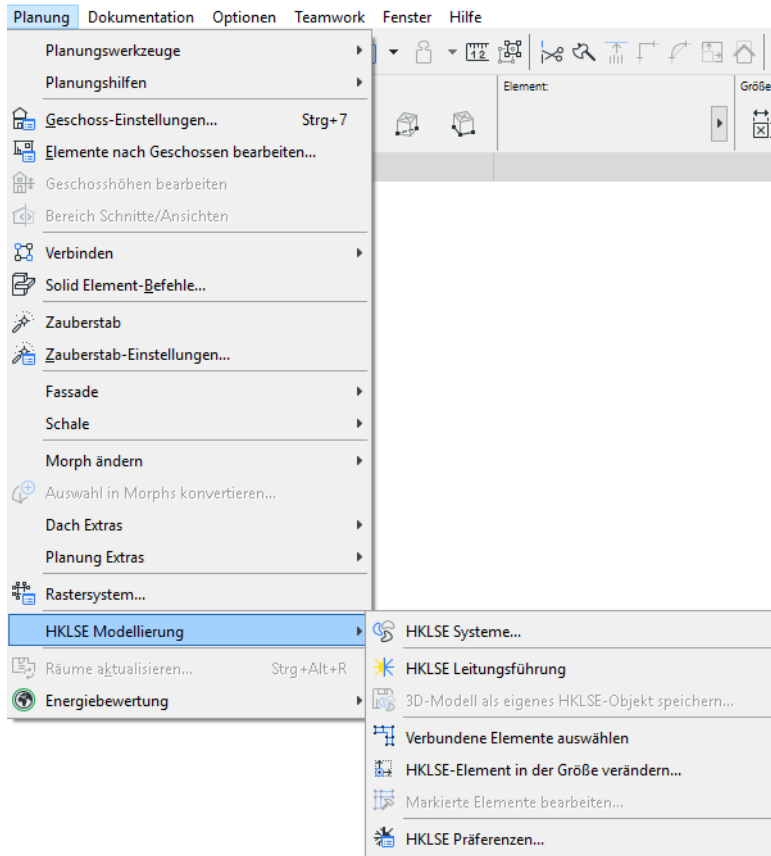 Planung Dokumentation Optionen Teamwork Fenster Hilfe
Planungswerkzeuge
Planungshilfen
Element:
Größe
Geschoss-Einstellungen... Strg+7
Elemente nach Geschossen bearbeiten...
Geschosshöhen bearbeiten
Bereich Schnitte/Ansichten
Verbinden
Solid Element-Befehle...
Zauberstab
Zauberstab-Einstellungen...
Fassade
Schale
Morph ändern
Auswahl in Morphs konvertieren...
Dach Extras
Planung Extras
Rastersystem...
HKLSE Modellierung
Räume aktualisieren... Strg+Alt+R
Energiebewertung
HKLSE Systeme...
HKLSE Leitungsführung
3D-Modell als eigenes HKLSE-Objekt speichern...
Verbundene Elemente auswählen
HKLSE-Element in der Größe verändern...
Markierte Elemente bearbeiten...
HKLSE Präferenzen...